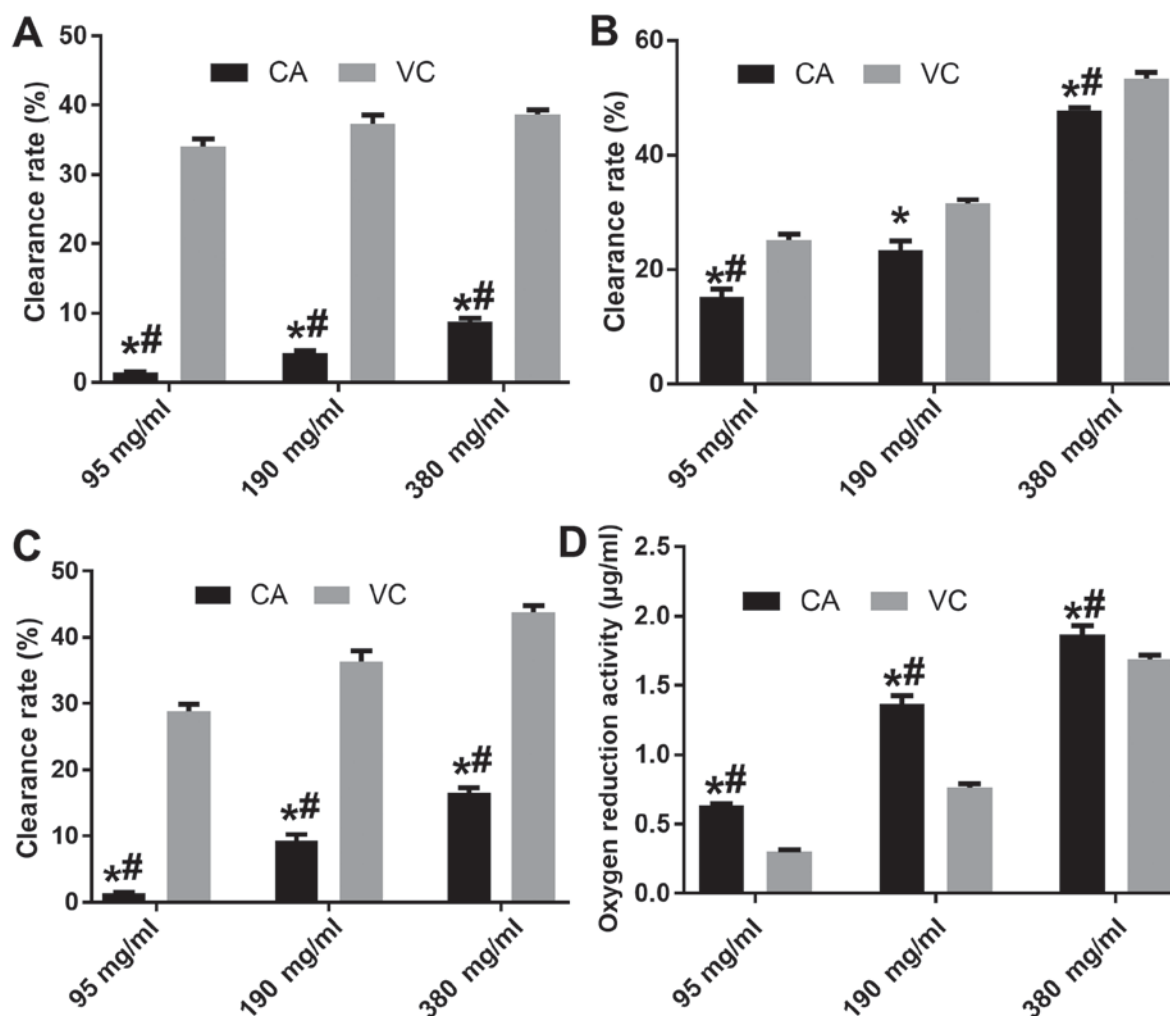 A
Clearance rate (%)
50
40
30
20
10
0
CA
VC
*#
*#
*#
95 mg/ml
190 mg/ml
380 mg/ml
B
Clearance rate (%)
60
40
20
0
CA
VC
*#
*
*#
95 mg/ml
190 mg/ml
380 mg/ml
C
Clearance rate (%)
50
40
30
20
10
0
CA
VC
*#
*#
*#
95 mg/ml
190 mg/ml
380 mg/ml
D
Oxygen reduction activity (µg/ml)
2.5
2.0
1.5
1.0
0.5
0.0
CA
VC
*#
*#
*#
95 mg/ml
190 mg/ml
380 mg/ml